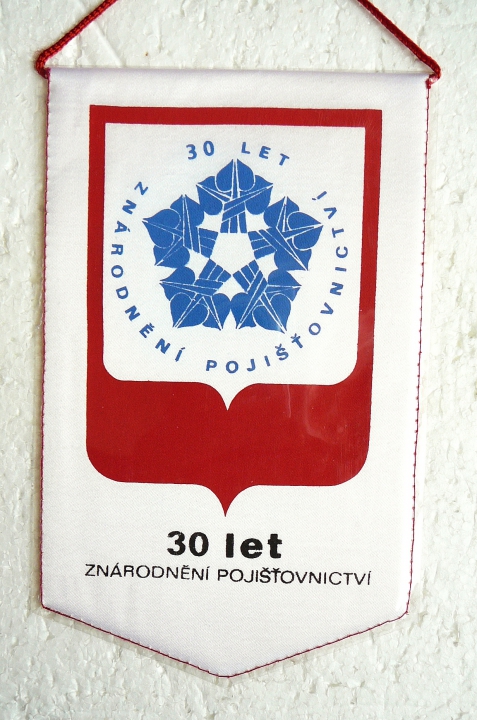 30 LET
ZNÁRODNĚNÍ POJIŠŤOVNICTVÍ
30 let
ZNÁRODNĚNÍ POJIŠŤOVNICTVÍ